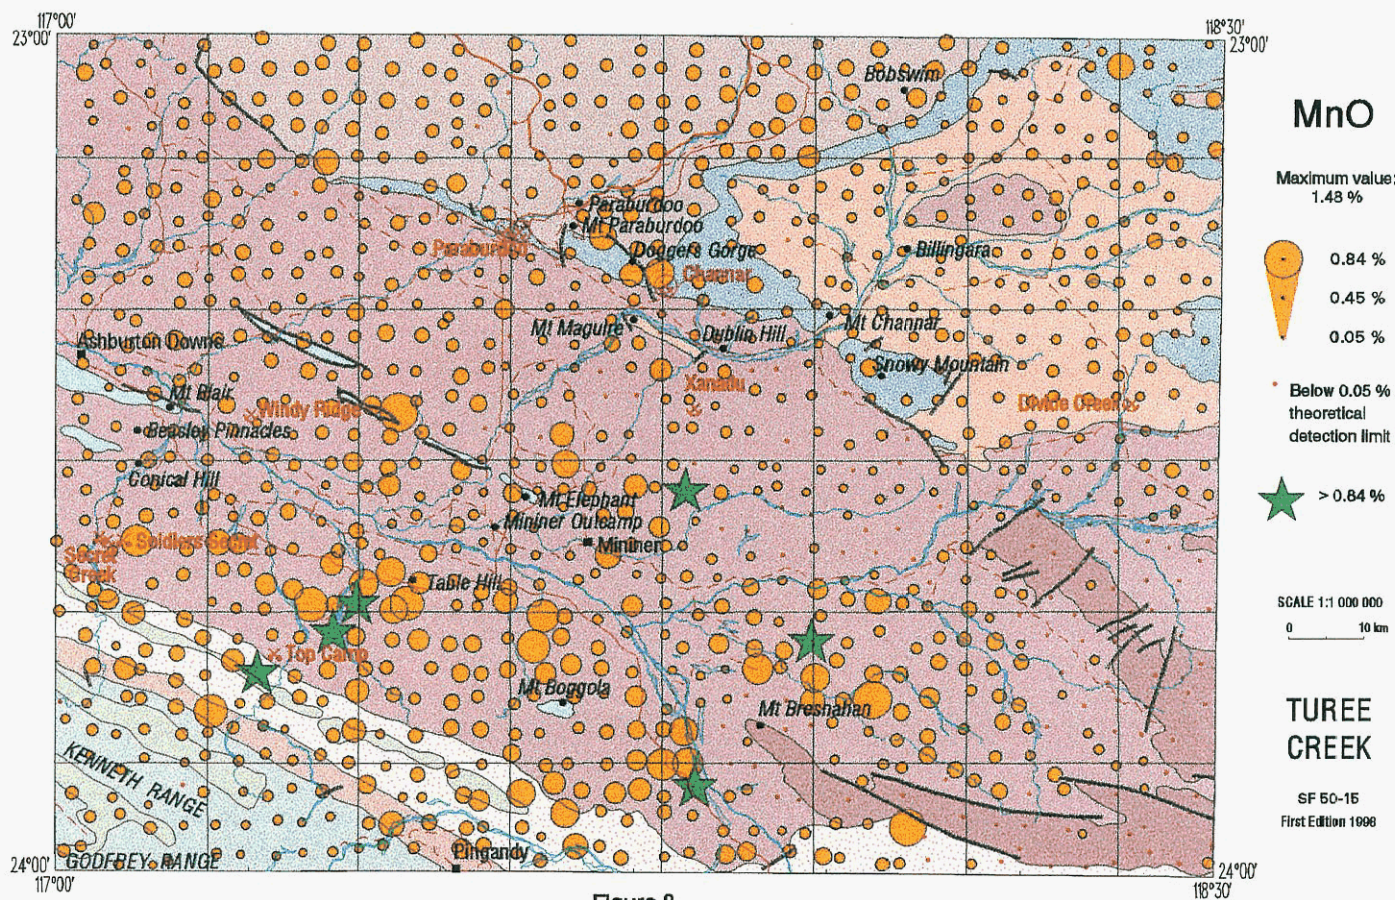 117°00'
118°30'
23°00'
23°00'
Bobswim
MnO
Maximum value:
1.48 %
Paraburdoo
Mt Paraburdoo
Paraburdoo
Doggers Gorge
Billingara
Channar
0.84 %
0.45 %
0.05 %
Mt Maguire
Dublin Hill
Mt Channar
Ashburton Downs
Snowy Mountain
Xanadu
Mt Blair
Windy Ridge
Divide Creek
Below 0.05 %
theoretical
detection limit
Beasley Pinnacles
Conical Hill
Mt Elephant
> 0.84 %
Mininer Outcamp
Soldiers Secret
Mininer
Secret
Creek
Table Hill
SCALE 1:1 000 000
0 10 km
Top Camp
Mt Boggola
Mt Bresnahan
TUREE
CREEK
KENNETH RANGE
SF 50-15
First Edition 1996
GODFREY RANGE
Pingandy
24°00'
24°00'
117°00'
118°30'